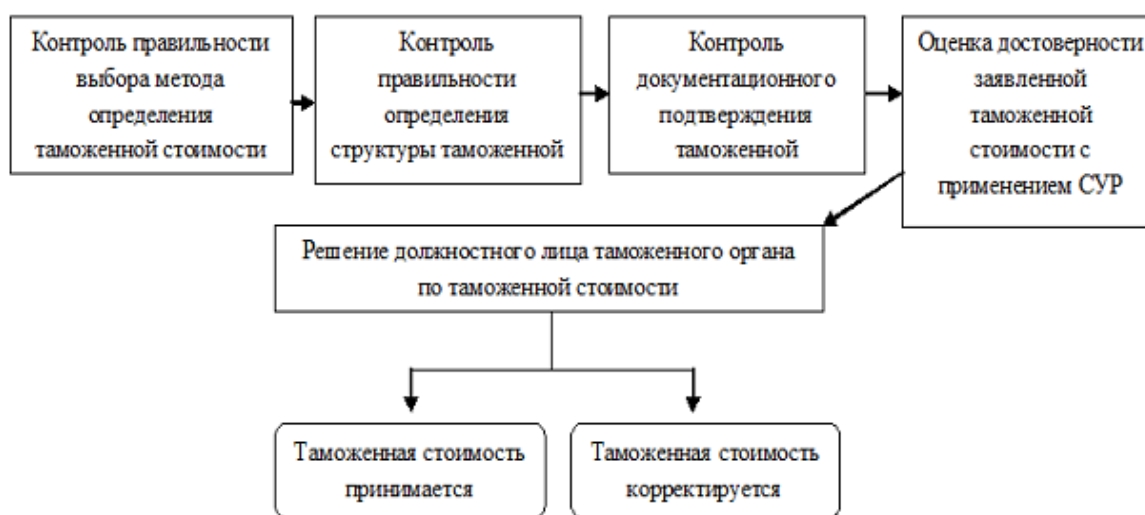 Контроль правильности
выбора метода
определения
таможенной стоимости
Контроль
правильности
определения
структуры таможенной
Контроль
документационного
подтверждения
таможенной
Оценка достоверности
заявленной
таможенной
стоимости с
применением СУР
Решение должностного лица таможенного органа
по таможенной стоимости
Таможенная стоимость
принимается
Таможенная стоимость
корректируется